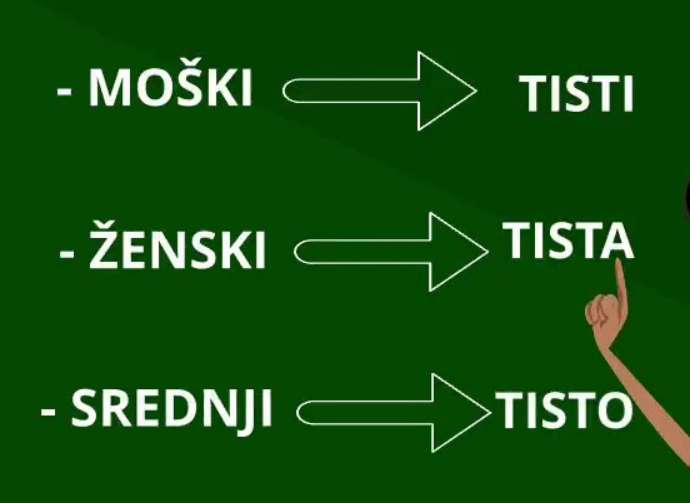 - MOŠKI TISTI
- ŽENSKI TISTA
- SREDNJI TISTO